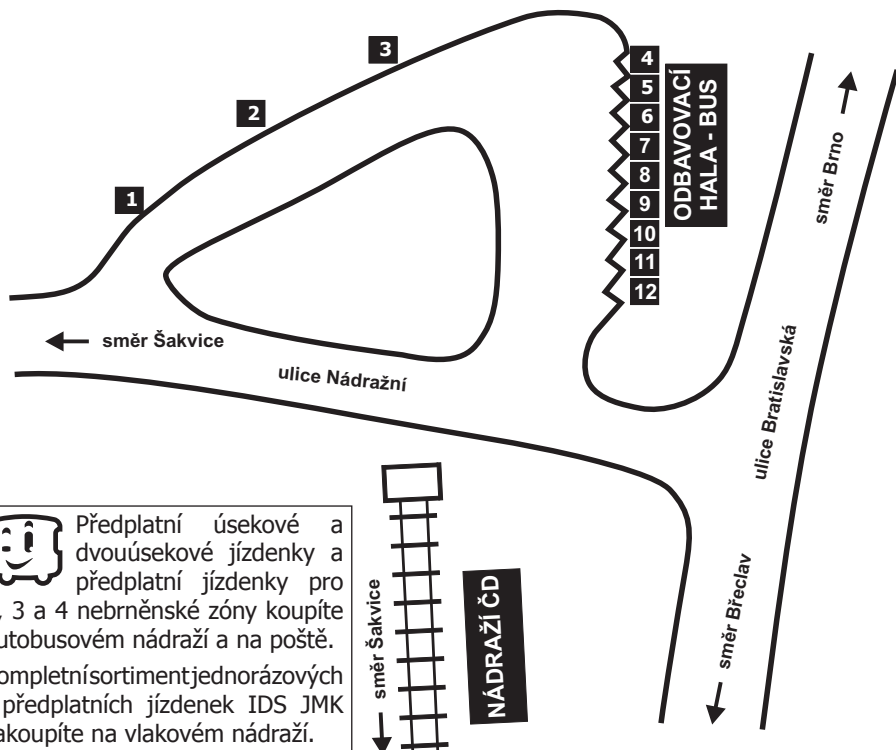 3
4
2
5
6
7
8
9
10
11
12
1
ODBAVOVACÍ
HALA - BUS
směr Brno
směr Šakvice
ulice Nádražní
ulice Bratislavská
směr Břeclav
směr Šakvice
NÁDRAŽÍ ČD
Předplatní úsekové a
dvouúsekové jízdenky a
předplatní jízdenky pro
, 3 a 4 nebrněnské zóny koupíte
utobusovém nádraží a na poště.
ompletnísortimentjednorázových
předplatních jízdenek IDS JMK
akoupíte na vlakovém nádraží.